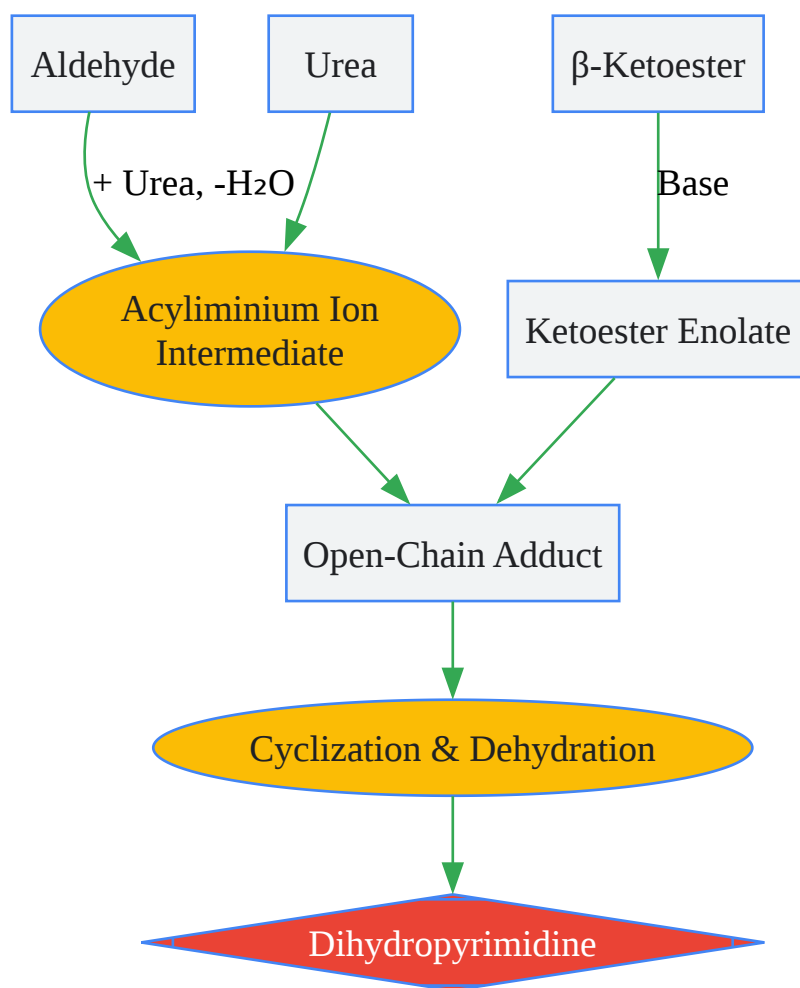 Aldehyde
Urea
β-Ketoester
+ Urea, -H₂O
Base
Acyliminium Ion
Intermediate
Ketoester Enolate
Open-Chain Adduct
Cyclization & Dehydration
Dihydropyrimidine